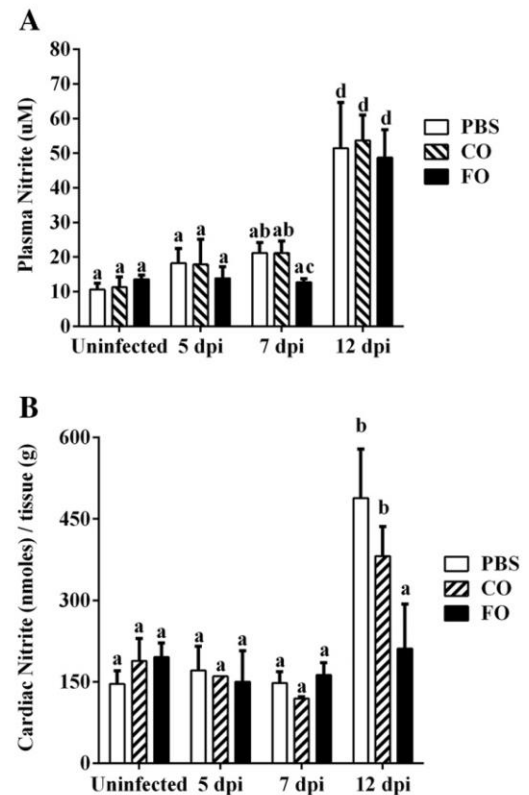 A
Plasma Nitrite (uM)
80
70
60
50
40
30
20
10
0
a a a
a a a
ab ab ac
d d d
Uninfected 5 dpi 7 dpi 12 dpi
PBS
CO
FO
B
Cardiac Nitrite (nmoles) / tissue (g)
600
450
300
150
0
a a a
a a a
a a a
b b a
Uninfected 5 dpi 7 dpi 12 dpi
PBS
CO
FO